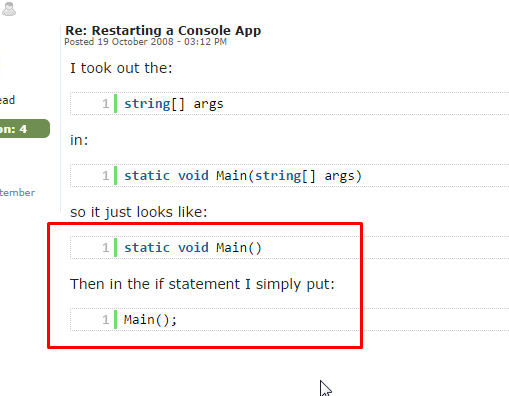 Re: Restarting a Console App
Posted 19 October 2008 - 03:12 PM
I took out the:
ead
1 string[] args
on: 4
in:
1 static void Main(string[] args)
tember
so it just looks like:
1 static void Main()
Then in the if statement I simply put:
1 Main();